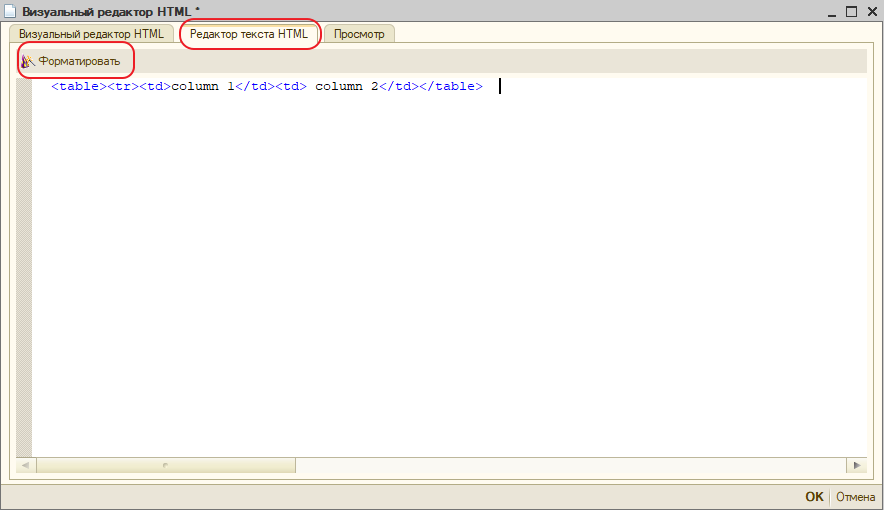 Визуальный редактор HTML *
Визуальный редактор HTML Редактор текста HTML Просмотр
Форматировать
<table><tr><td>column 1</td><td> column 2</td></table>
OK Отмена